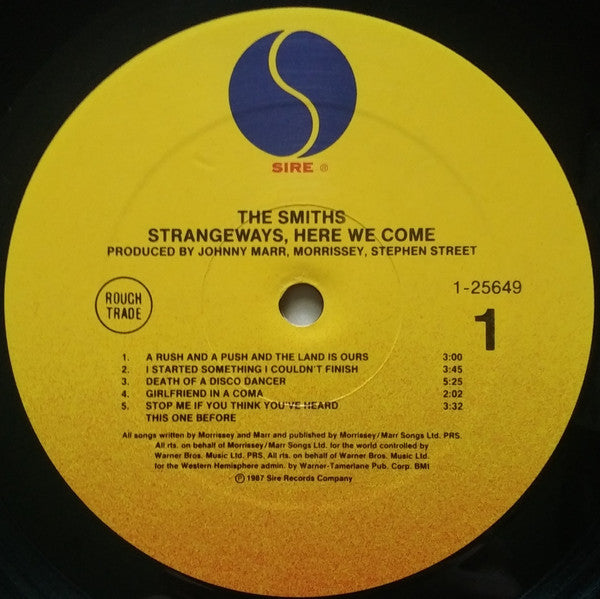 SIRE ®
THE SMITHS
STRANGEWAYS, HERE WE COME
PRODUCED BY JOHNNY MARR, MORRISSEY, STEPHEN STREET
ROUGH
TRADE
1-25649
1
1. A RUSH AND A PUSH AND THE LAND IS OURS 3:00
2. I STARTED SOMETHING I COULDN'T FINISH 3:45
3. DEATH OF A DISCO DANCER 5:25
4. GIRLFRIEND IN A COMA 2:02
5. STOP ME IF YOU THINK YOU'VE HEARD 3:32
THIS ONE BEFORE
All songs written by Morrissey and Marr and published by Morrissey/Marr Songs Ltd. PRS.
All rts. on behalf of Morrissey/Marr Songs Ltd. for the world controlled by
Warner Bros. Music Ltd. PRS. All rts. on behalf of Warner Bros. Music Ltd.
for the Western Hemisphere admin. by Warner-Tamerlane Pub. Corp. BMI
℗ 1987 Sire Records Company